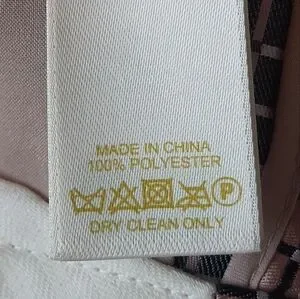 MADE IN CHINA
100% POLYESTER
P
DRY CLEAN ONLY